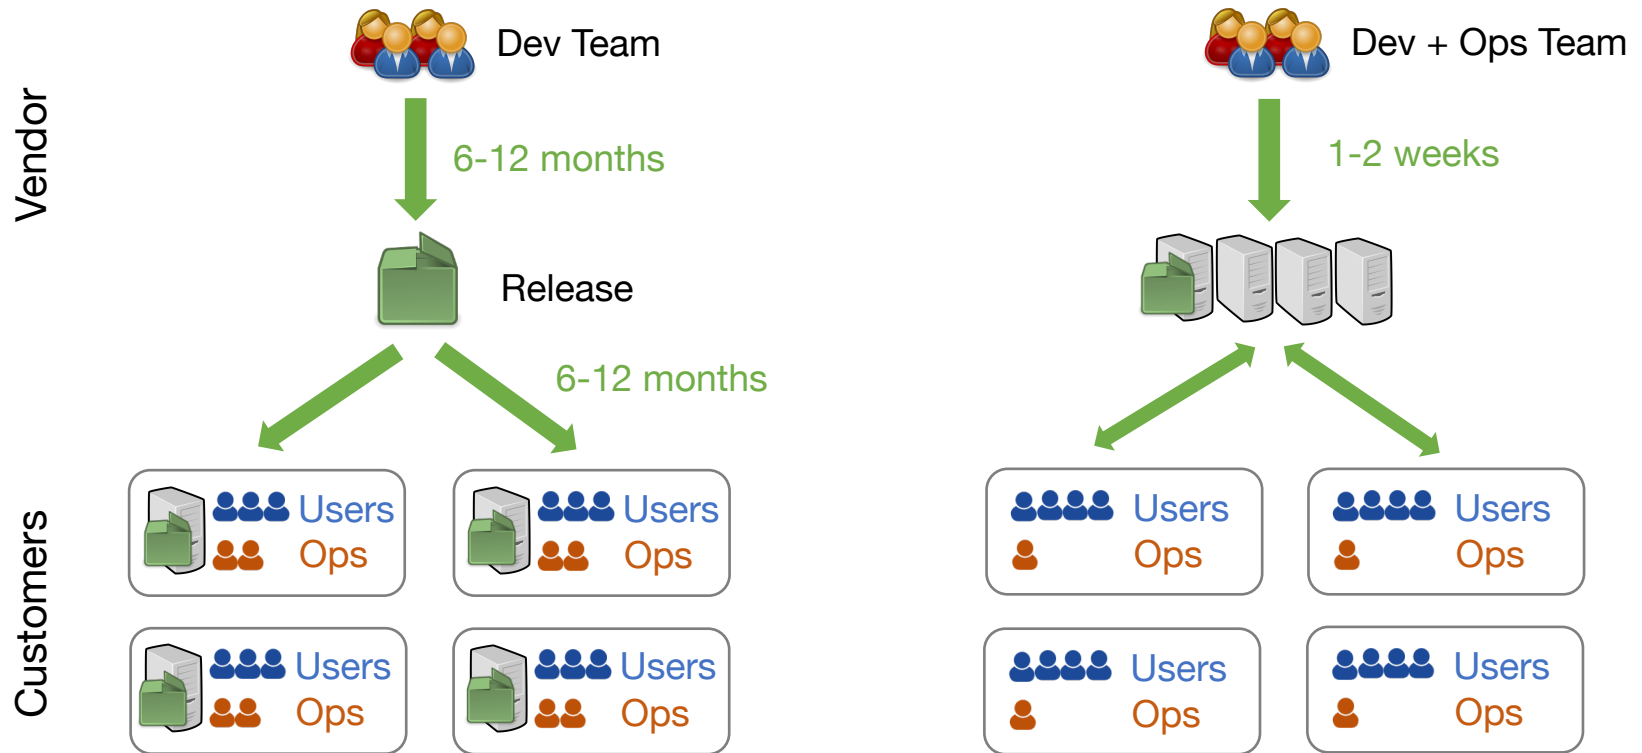 Vendor
Dev Team
6-12 months
Release
6-12 months
Customers
Users
Ops
Users
Ops
Users
Ops
Users
Ops
Dev + Ops Team
1-2 weeks
Users
Ops
Users
Ops
Users
Ops
Users
Ops